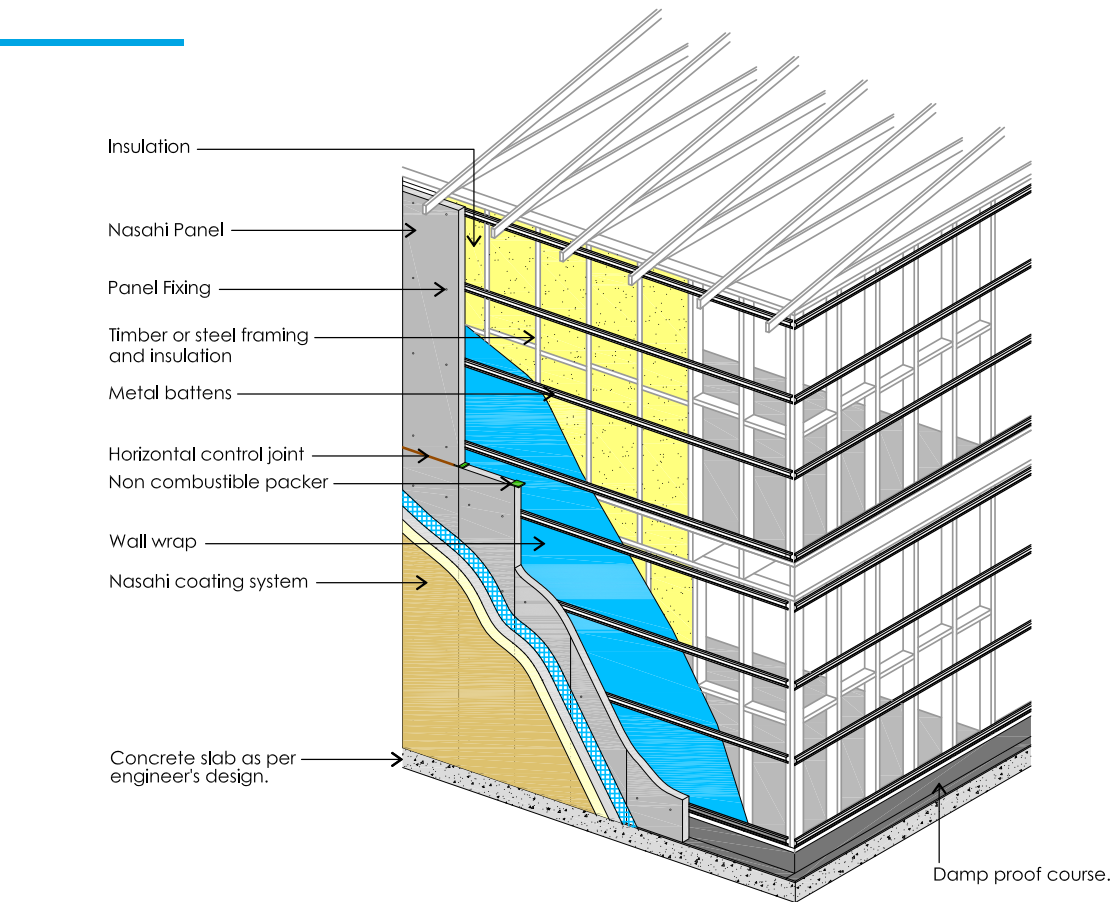 Insulation
Nasahi Panel
Panel Fixing
Timber or steel framing
and insulation
Metal battens
Horizontal control joint
Non combustible packer
Wall wrap
Nasahi coating system
Concrete slab as per
engineer's design.
Damp proof course.